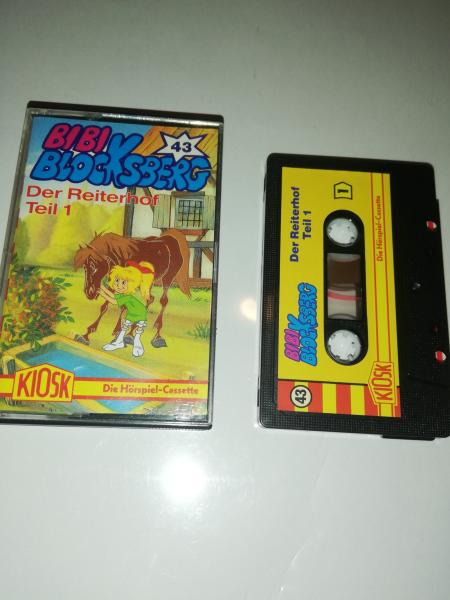 BIBI
BLOCKSBERG
43
Der Reiterhof
Teil 1
KIOSK
Die Hörspiel-Cassette
43
BIBI
BLOCKSBERG
Der Reiterhof
Teil 1
1
KIOSK
Die Hörspiel-Cassette